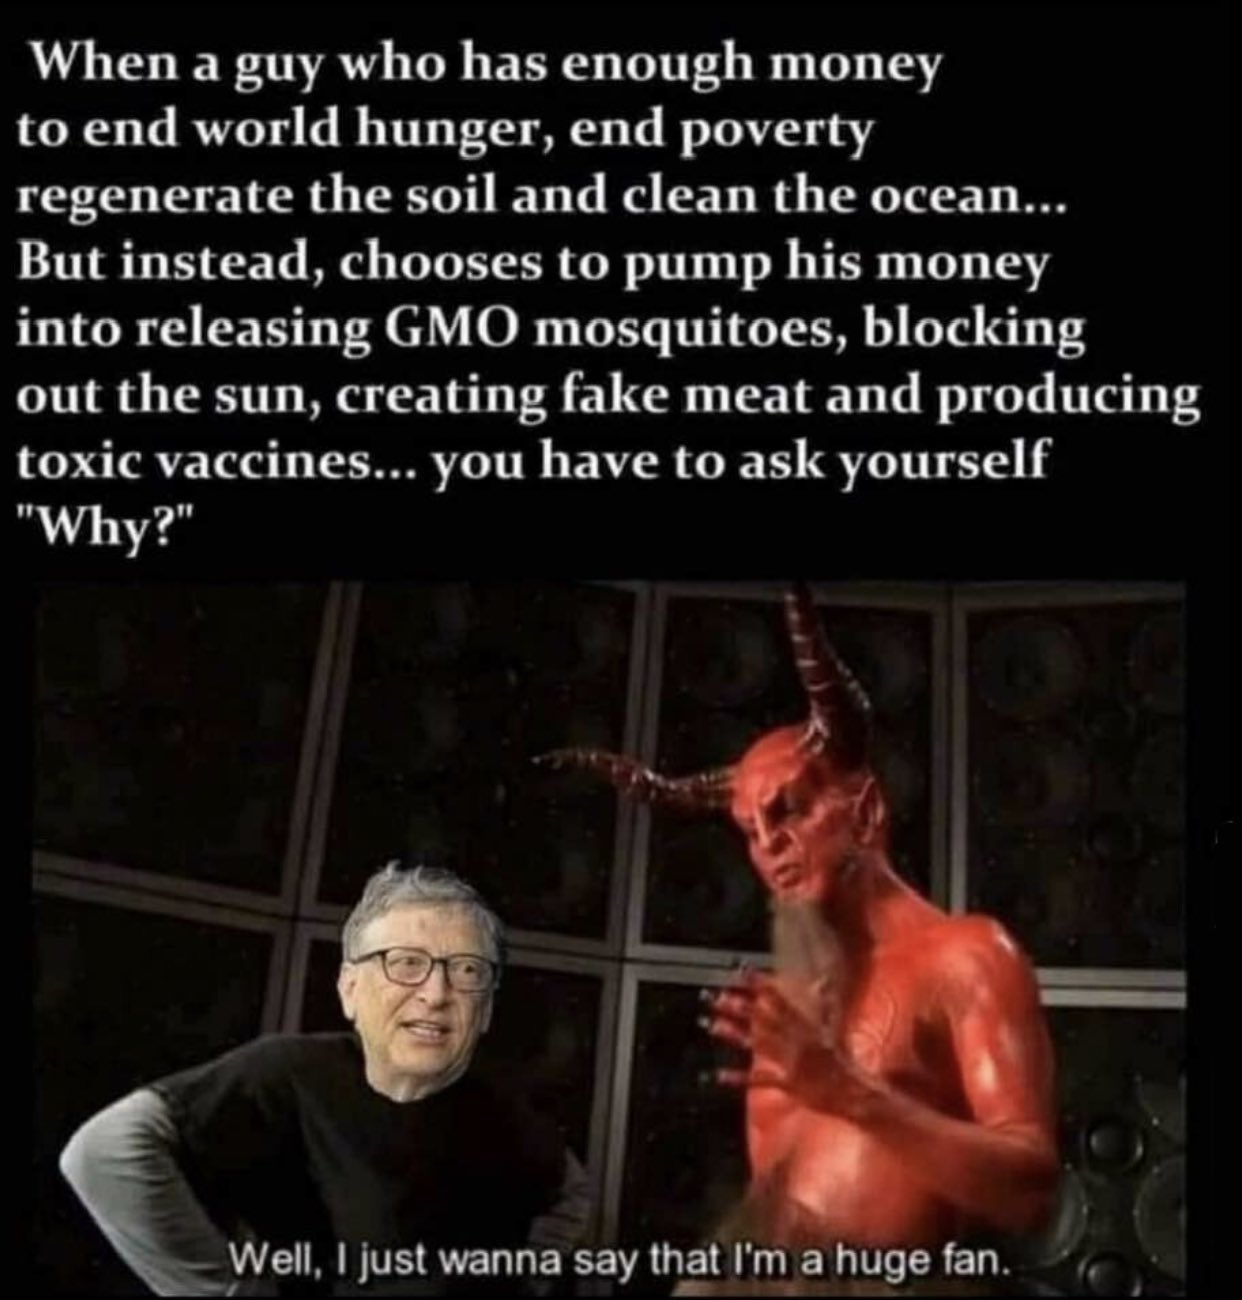 When a guy who has enough money
to end world hunger, end poverty
regenerate the soil and clean the ocean...
But instead, chooses to pump his money
into releasing GMO mosquitoes, blocking
out the sun, creating fake meat and producing
toxic vaccines... you have to ask yourself
"Why?"
Well, I just wanna say that I'm a huge fan.